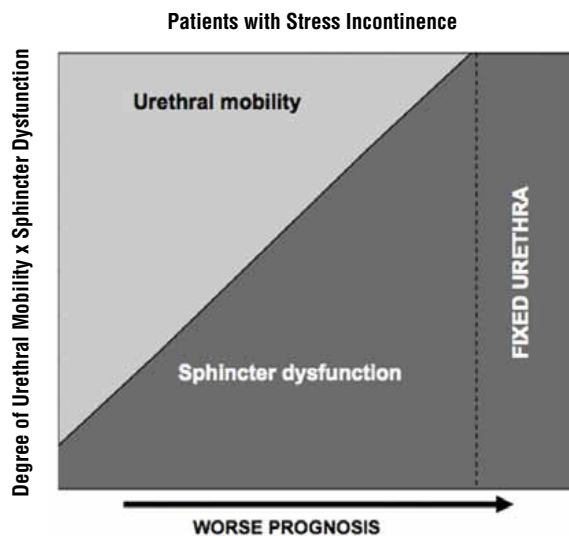 Patients with Stress Incontinence
Degree of Urethral Mobility x Sphincter Dysfunction
Urethral mobility
Sphincter dysfunction
FIXED URETHRA
WORSE PROGNOSIS